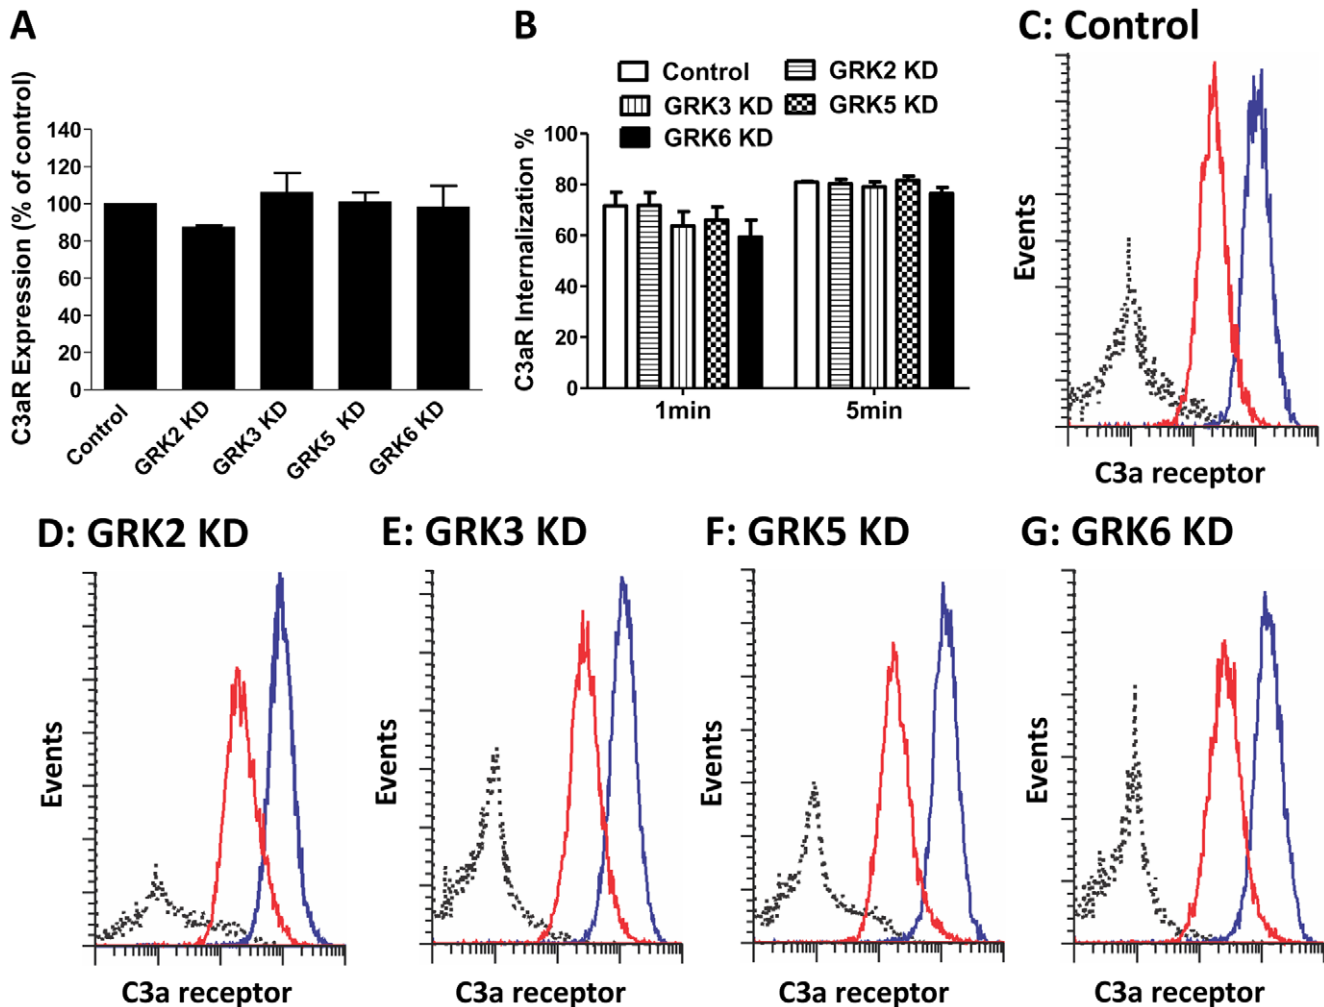 A
C3aR Expression (% of control)
140
120
100
80
60
40
20
0
Control
GRK2 KD
GRK3 KD
GRK5 KD
GRK6 KD
B
Control
GRK2 KD
GRK3 KD
GRK5 KD
GRK6 KD
C3aR Internalization %
100
80
60
40
20
0
1min
5min
C: Control
Events
C3a receptor
D: GRK2 KD
Events
C3a receptor
E: GRK3 KD
Events
C3a receptor
F: GRK5 KD
Events
C3a receptor
G: GRK6 KD
Events
C3a receptor